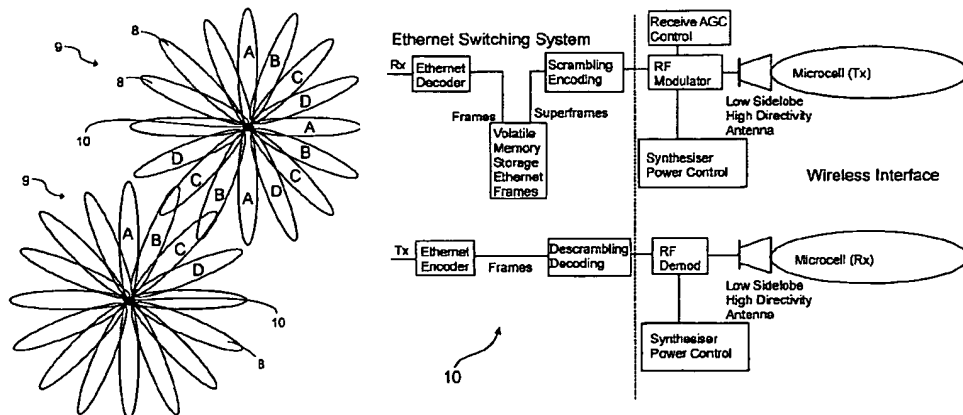 8
9
A
B
C
D
A
B
C
D
A
B
C
D
8
10
9
A
B
C
D
10
8
Ethernet Switching System
Rx
Ethernet
Decoder
Scrambling
Encoding
Frames
Superframes
Volatile
Memory
Storage
Ethernet
Frames
Receive AGC
Control
RF
Modulator
Microcell (Tx)
Low Sidelobe
High Directivity
Antenna
Synthesiser
Power Control
Wireless Interface
Tx
Ethernet
Encoder
Frames
Descrambling
Decoding
RF
Demod
Microcell (Rx)
Low Sidelobe
High Directivity
Antenna
Synthesiser
Power Control
10